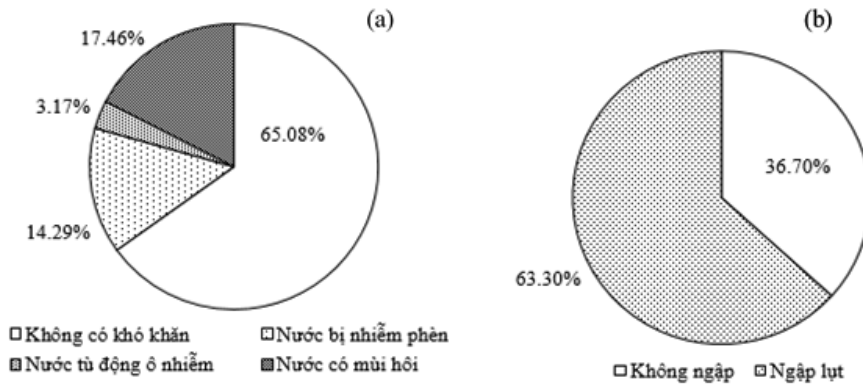 (a)
17.46%
3.17%
65.08%
14.29%
□ Không có khó khăn □ Nước bị nhiễm phèn
□ Nước tù động ô nhiễm □ Nước có mùi hôi
(b)
36.70%
63.30%
□ Không ngập □ Ngập lụt